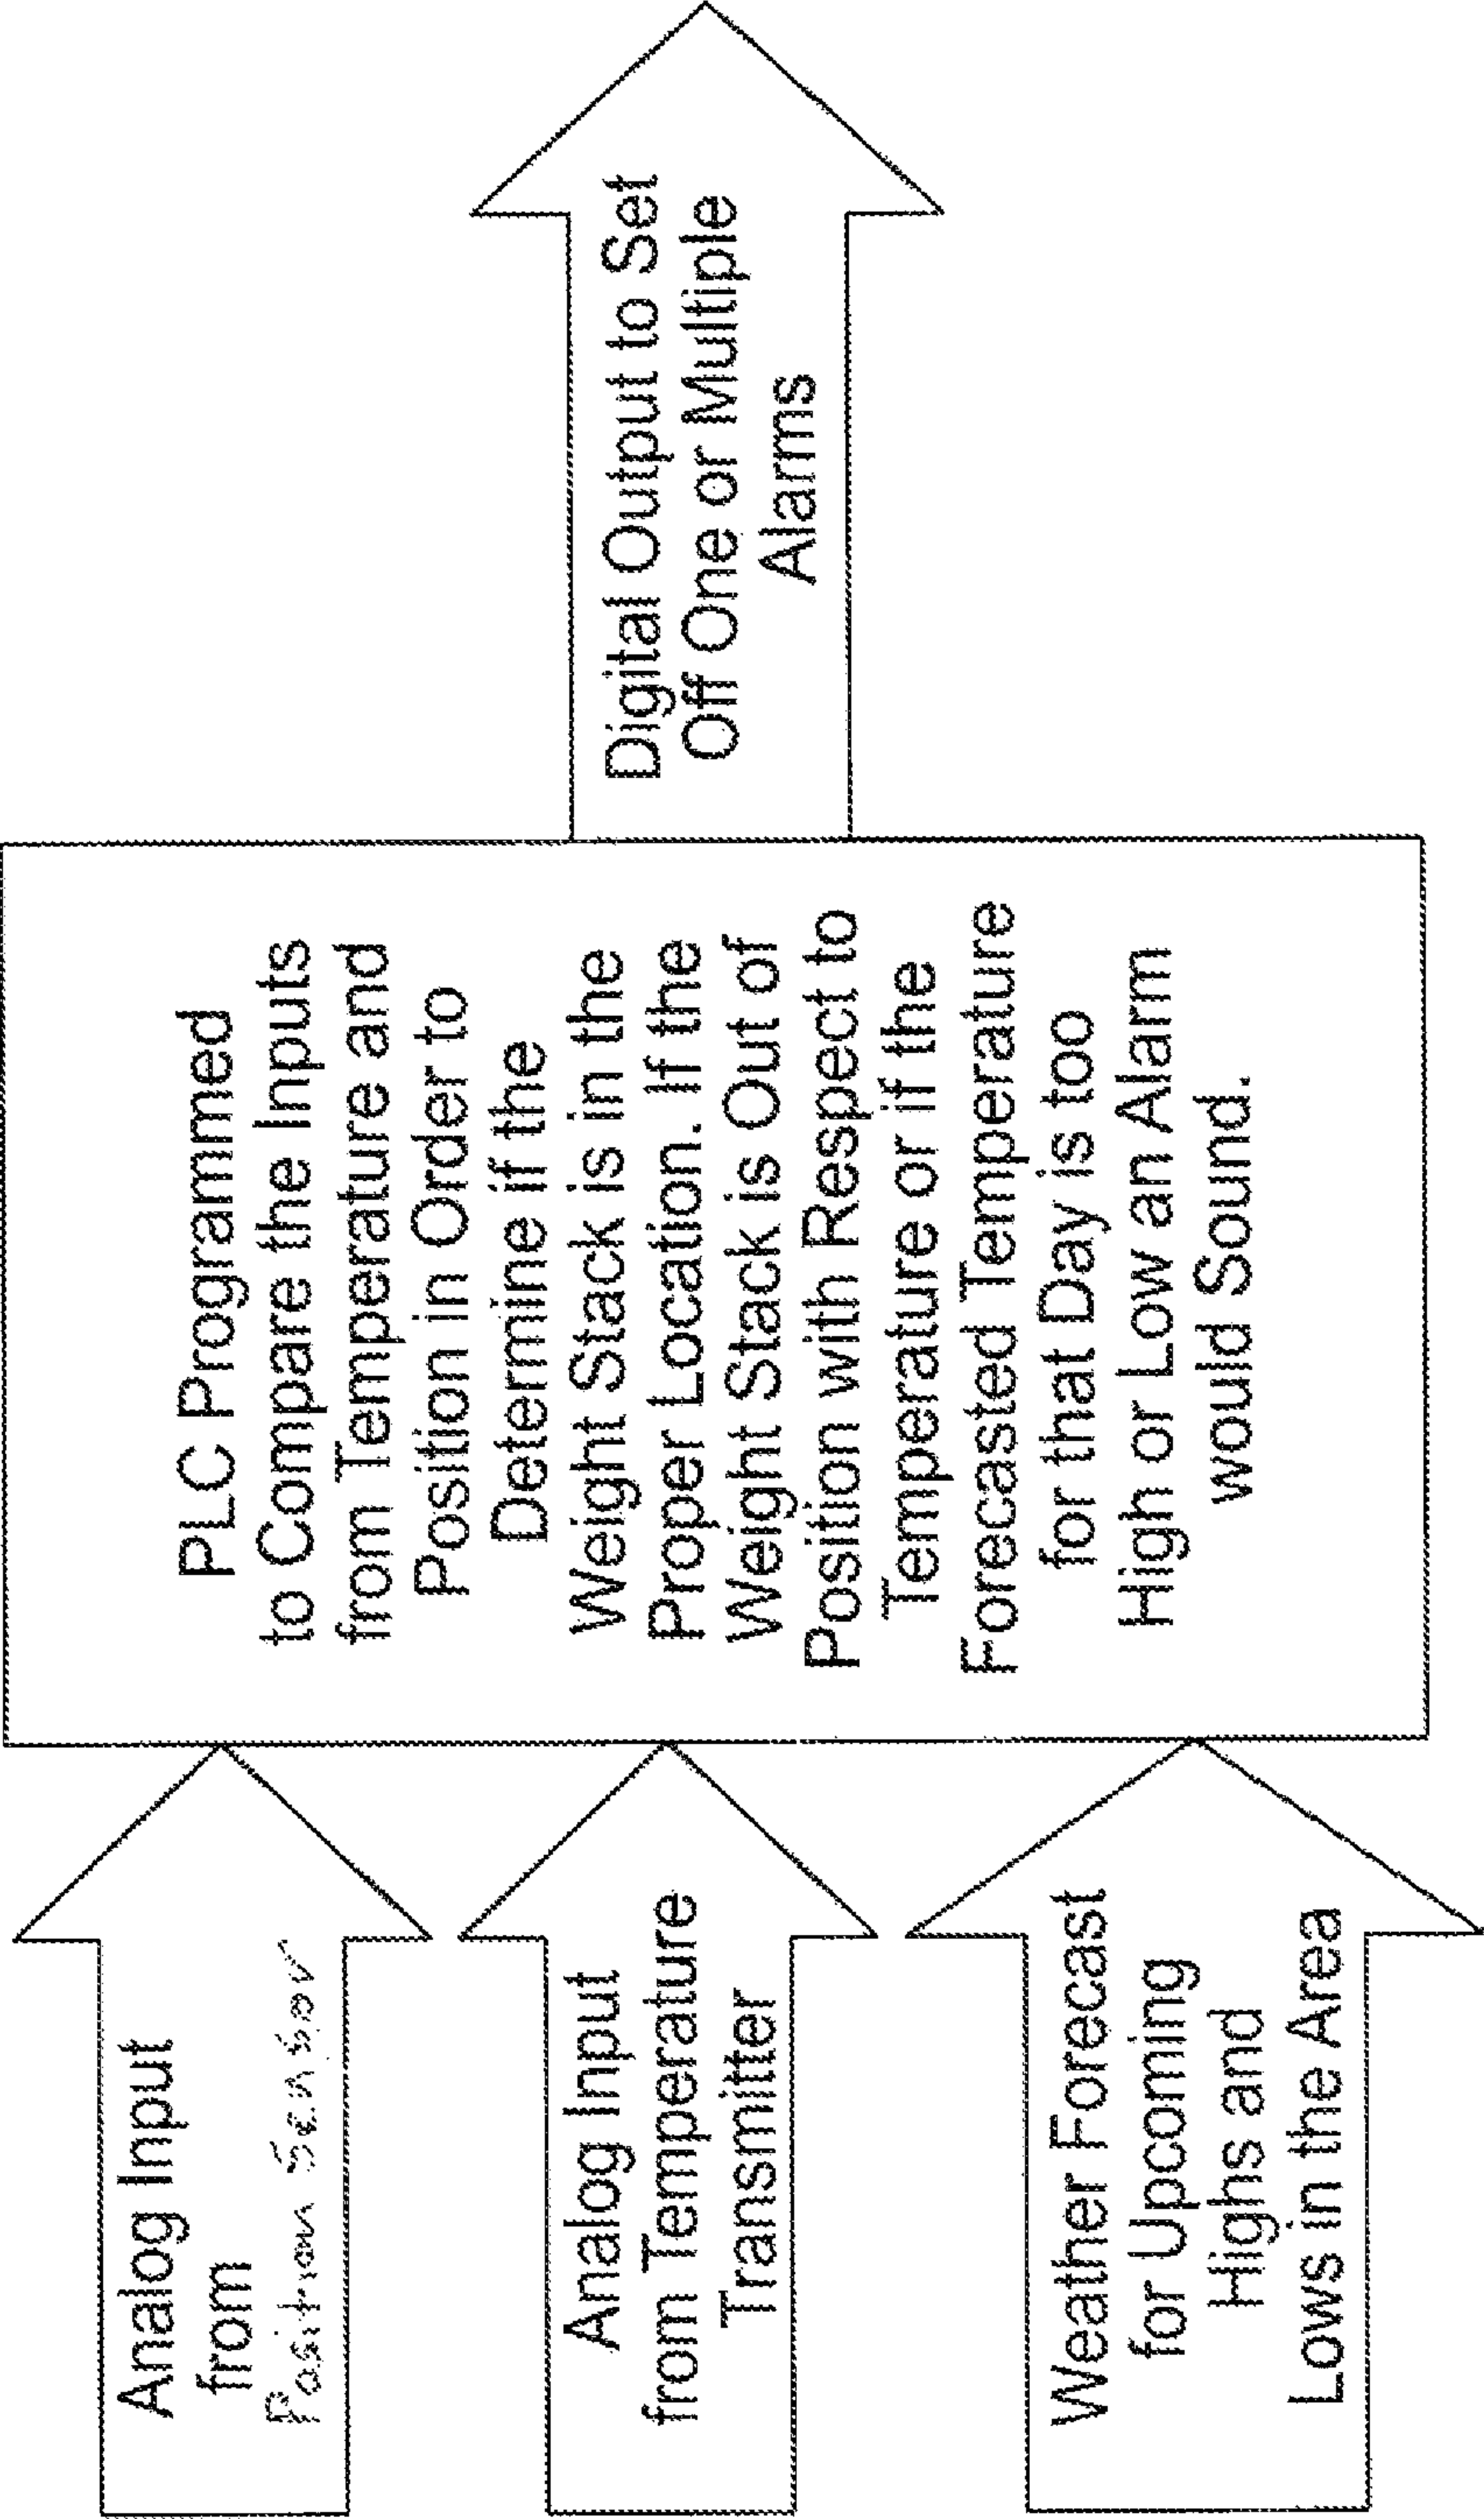 Analog Input
from
Position Sensor
Analog Input
from Temperature
Transmitter
Weather Forecast
for Upcoming
Highs and
Lows in the Area
PLC Programmed
to Compare the Inputs
from Temperature and
Position in Order to
Determine if the
Weight Stack is in the
Proper Location. If the
Weight Stack is Out of
Position with Respect to
Temperature or if the
Forecasted Temperature
for that Day is too
High or Low an Alarm
would Sound.
Digital Output to Set
Off One or Multiple
Alarms